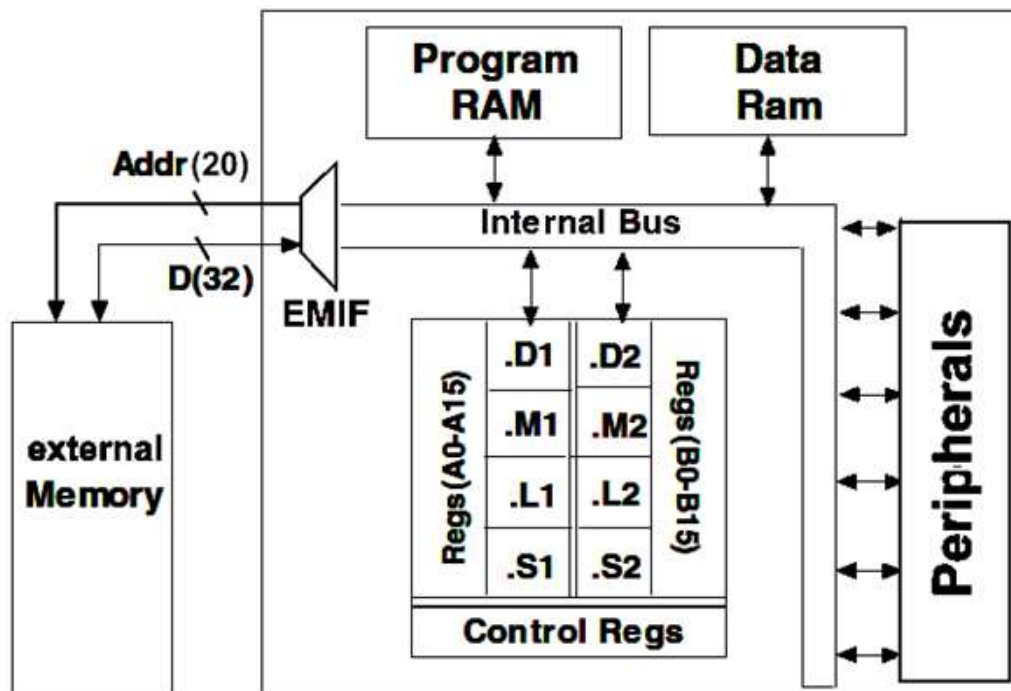 Program
RAM
Data
Ram
Addr(20)
Internal Bus
D(32)
EMIF
external
Memory
Regs(A0-A15)
.D1
.D2
.M1
.M2
.L1
.L2
.S1
.S2
Regs(B0-B15)
Control Regs
Peripherals